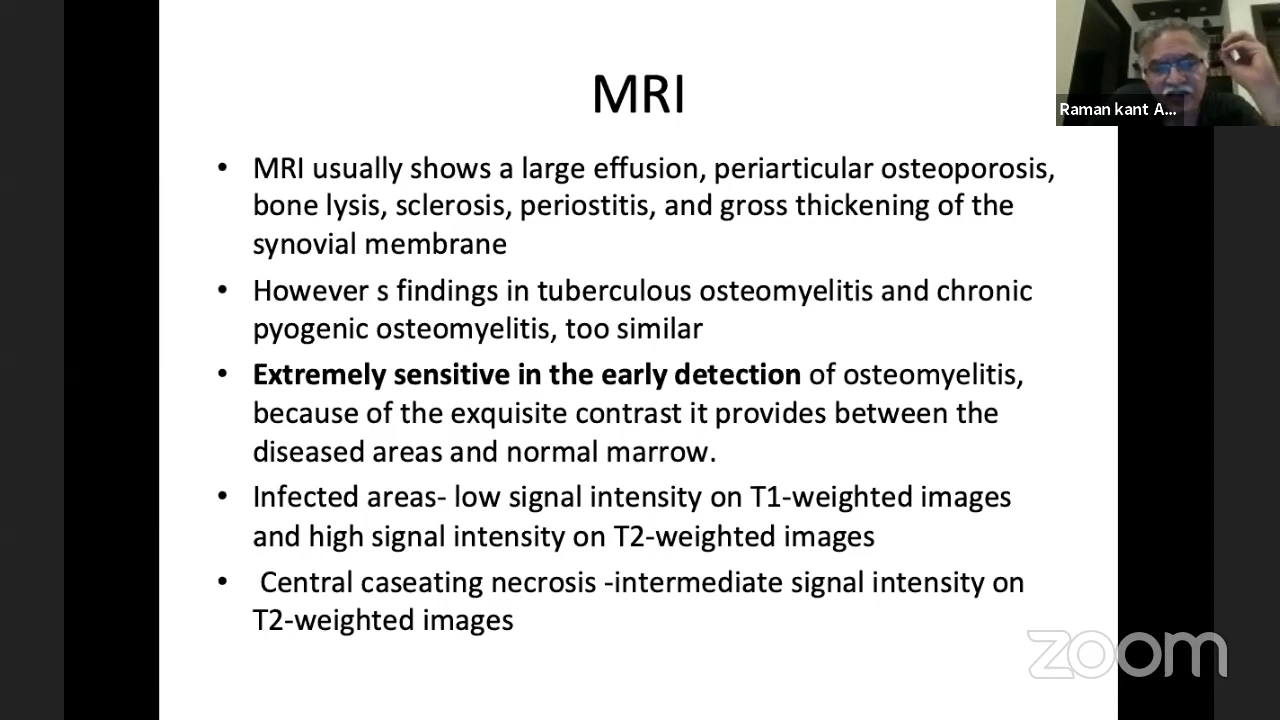 MRI
Raman kant A...
• MRI usually shows a large effusion, periarticular osteoporosis,
bone lysis, sclerosis, periostitis, and gross thickening of the
synovial membrane
• However s findings in tuberculous osteomyelitis and chronic
pyogenic osteomyelitis, too similar
• Extremely sensitive in the early detection of osteomyelitis,
because of the exquisite contrast it provides between the
diseased areas and normal marrow.
• Infected areas- low signal intensity on T1-weighted images
and high signal intensity on T2-weighted images
• Central caseating necrosis -intermediate signal intensity on
T2-weighted images
zoom